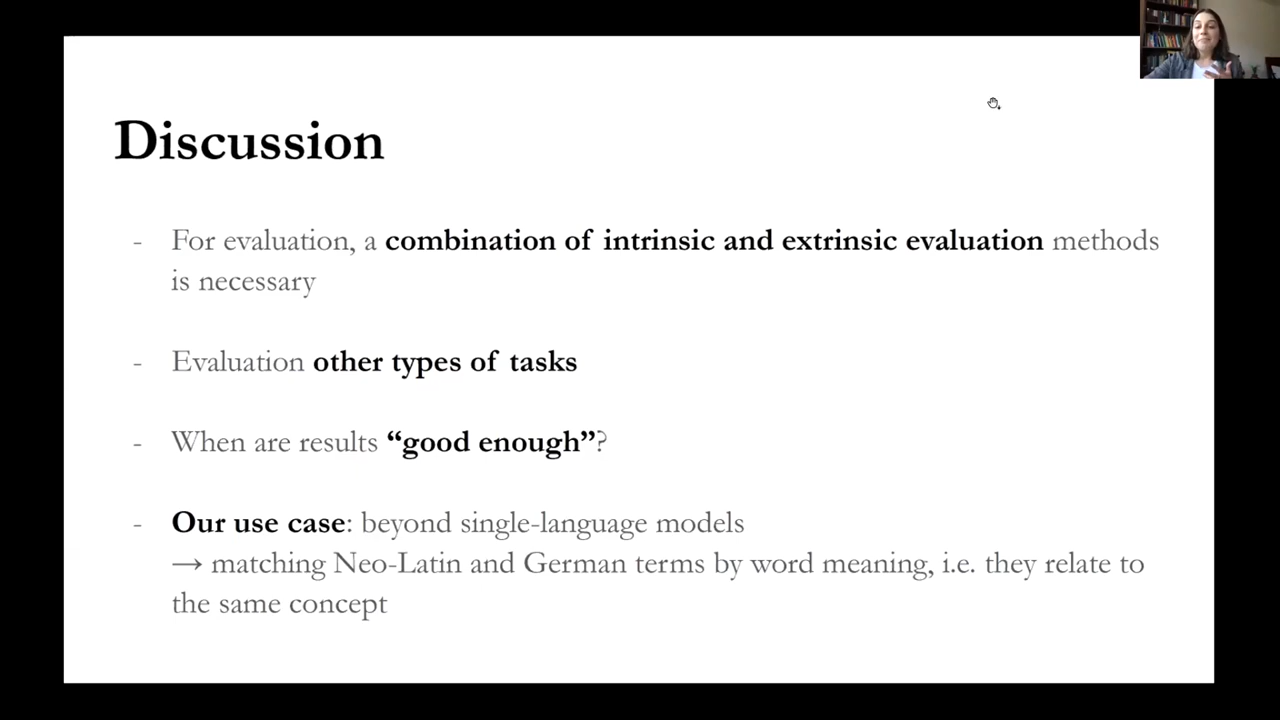 Discussion
- For evaluation, a combination of intrinsic and extrinsic evaluation methods
is necessary
- Evaluation other types of tasks
- When are results “good enough”?
- Our use case: beyond single-language models
→ matching Neo-Latin and German terms by word meaning, i.e. they relate to
the same concept